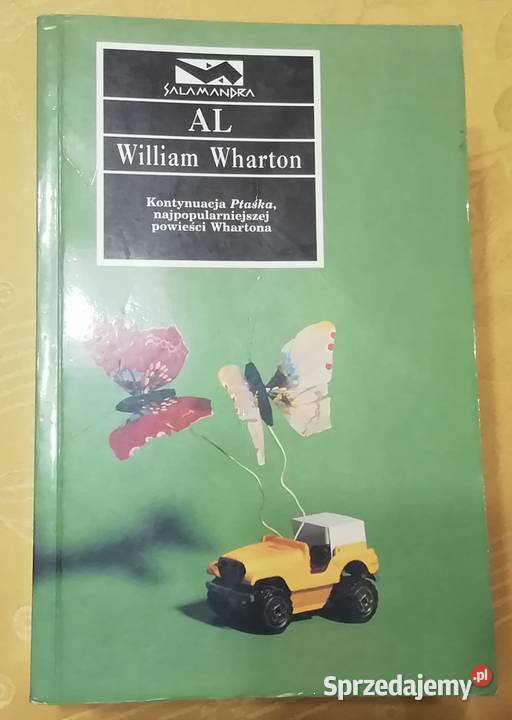 SALAMANDRA
AL
William Wharton
Kontynuacja Ptaśka,
najpopularniejszej
powieści Whartona
Sprzedajemy.pl